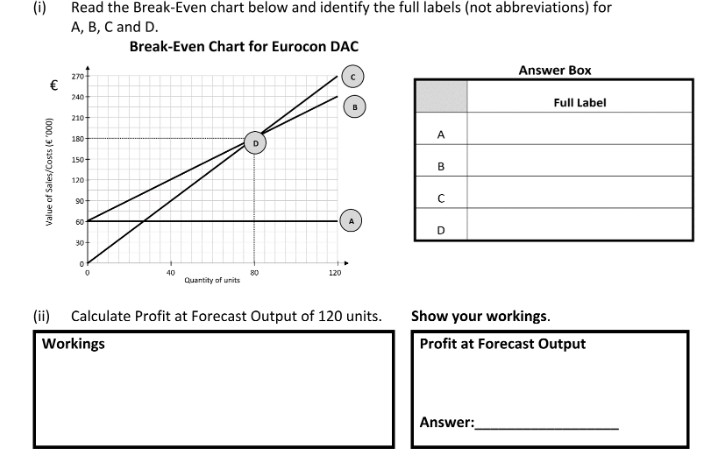 (i) Read the Break-Even chart below and identify the full labels (not abbreviations) for
A, B, C and D.
Break-Even Chart for Eurocon DAC
€
Value of Sales/Costs (€ '000)
270
240
210
180
150
120
90
60
30
0
0 40 80 120
Quantity of units
C
B
D
A
Answer Box
Full Label
A
B
C
D
(ii) Calculate Profit at Forecast Output of 120 units. Show your workings.
Workings
Profit at Forecast Output
Answer: